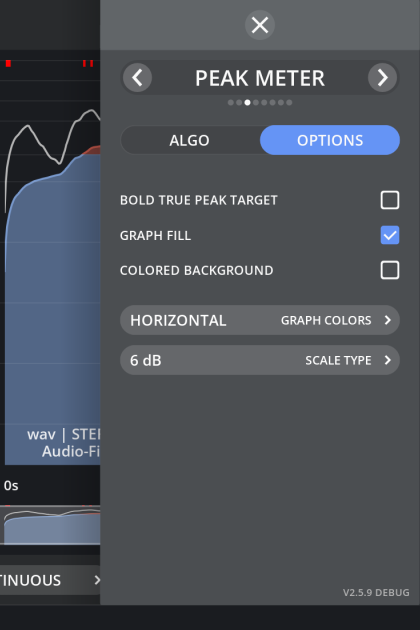 PEAK METER
ALGO
OPTIONS
BOLD TRUE PEAK TARGET
GRAPH FILL
COLORED BACKGROUND
HORIZONTAL GRAPH COLORS
6 dB SCALE TYPE
wav | STE
Audio-Fi
0s
TINUOUS
V2.5.9 DEBUG